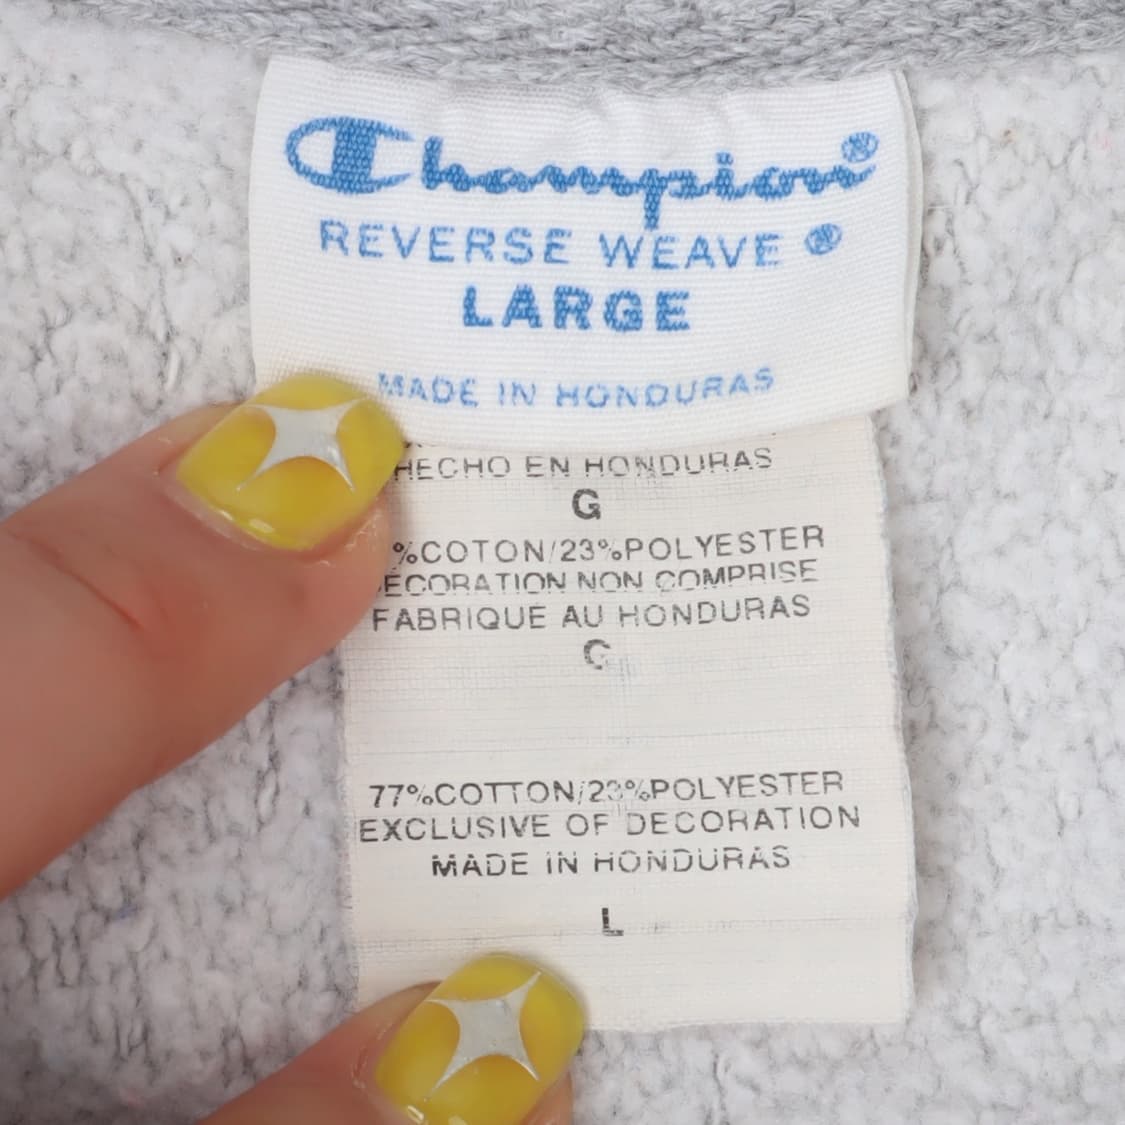 Champion®
REVERSE WEAVE ®
LARGE
MADE IN HONDURAS
HECHO EN HONDURAS
G
%COTON/23%POLYESTER
ÉCORATION NON COMPRISE
FABRIQUE AU HONDURAS
G
77%COTTON/23%POLYESTER
EXCLUSIVE OF DECORATION
MADE IN HONDURAS
L